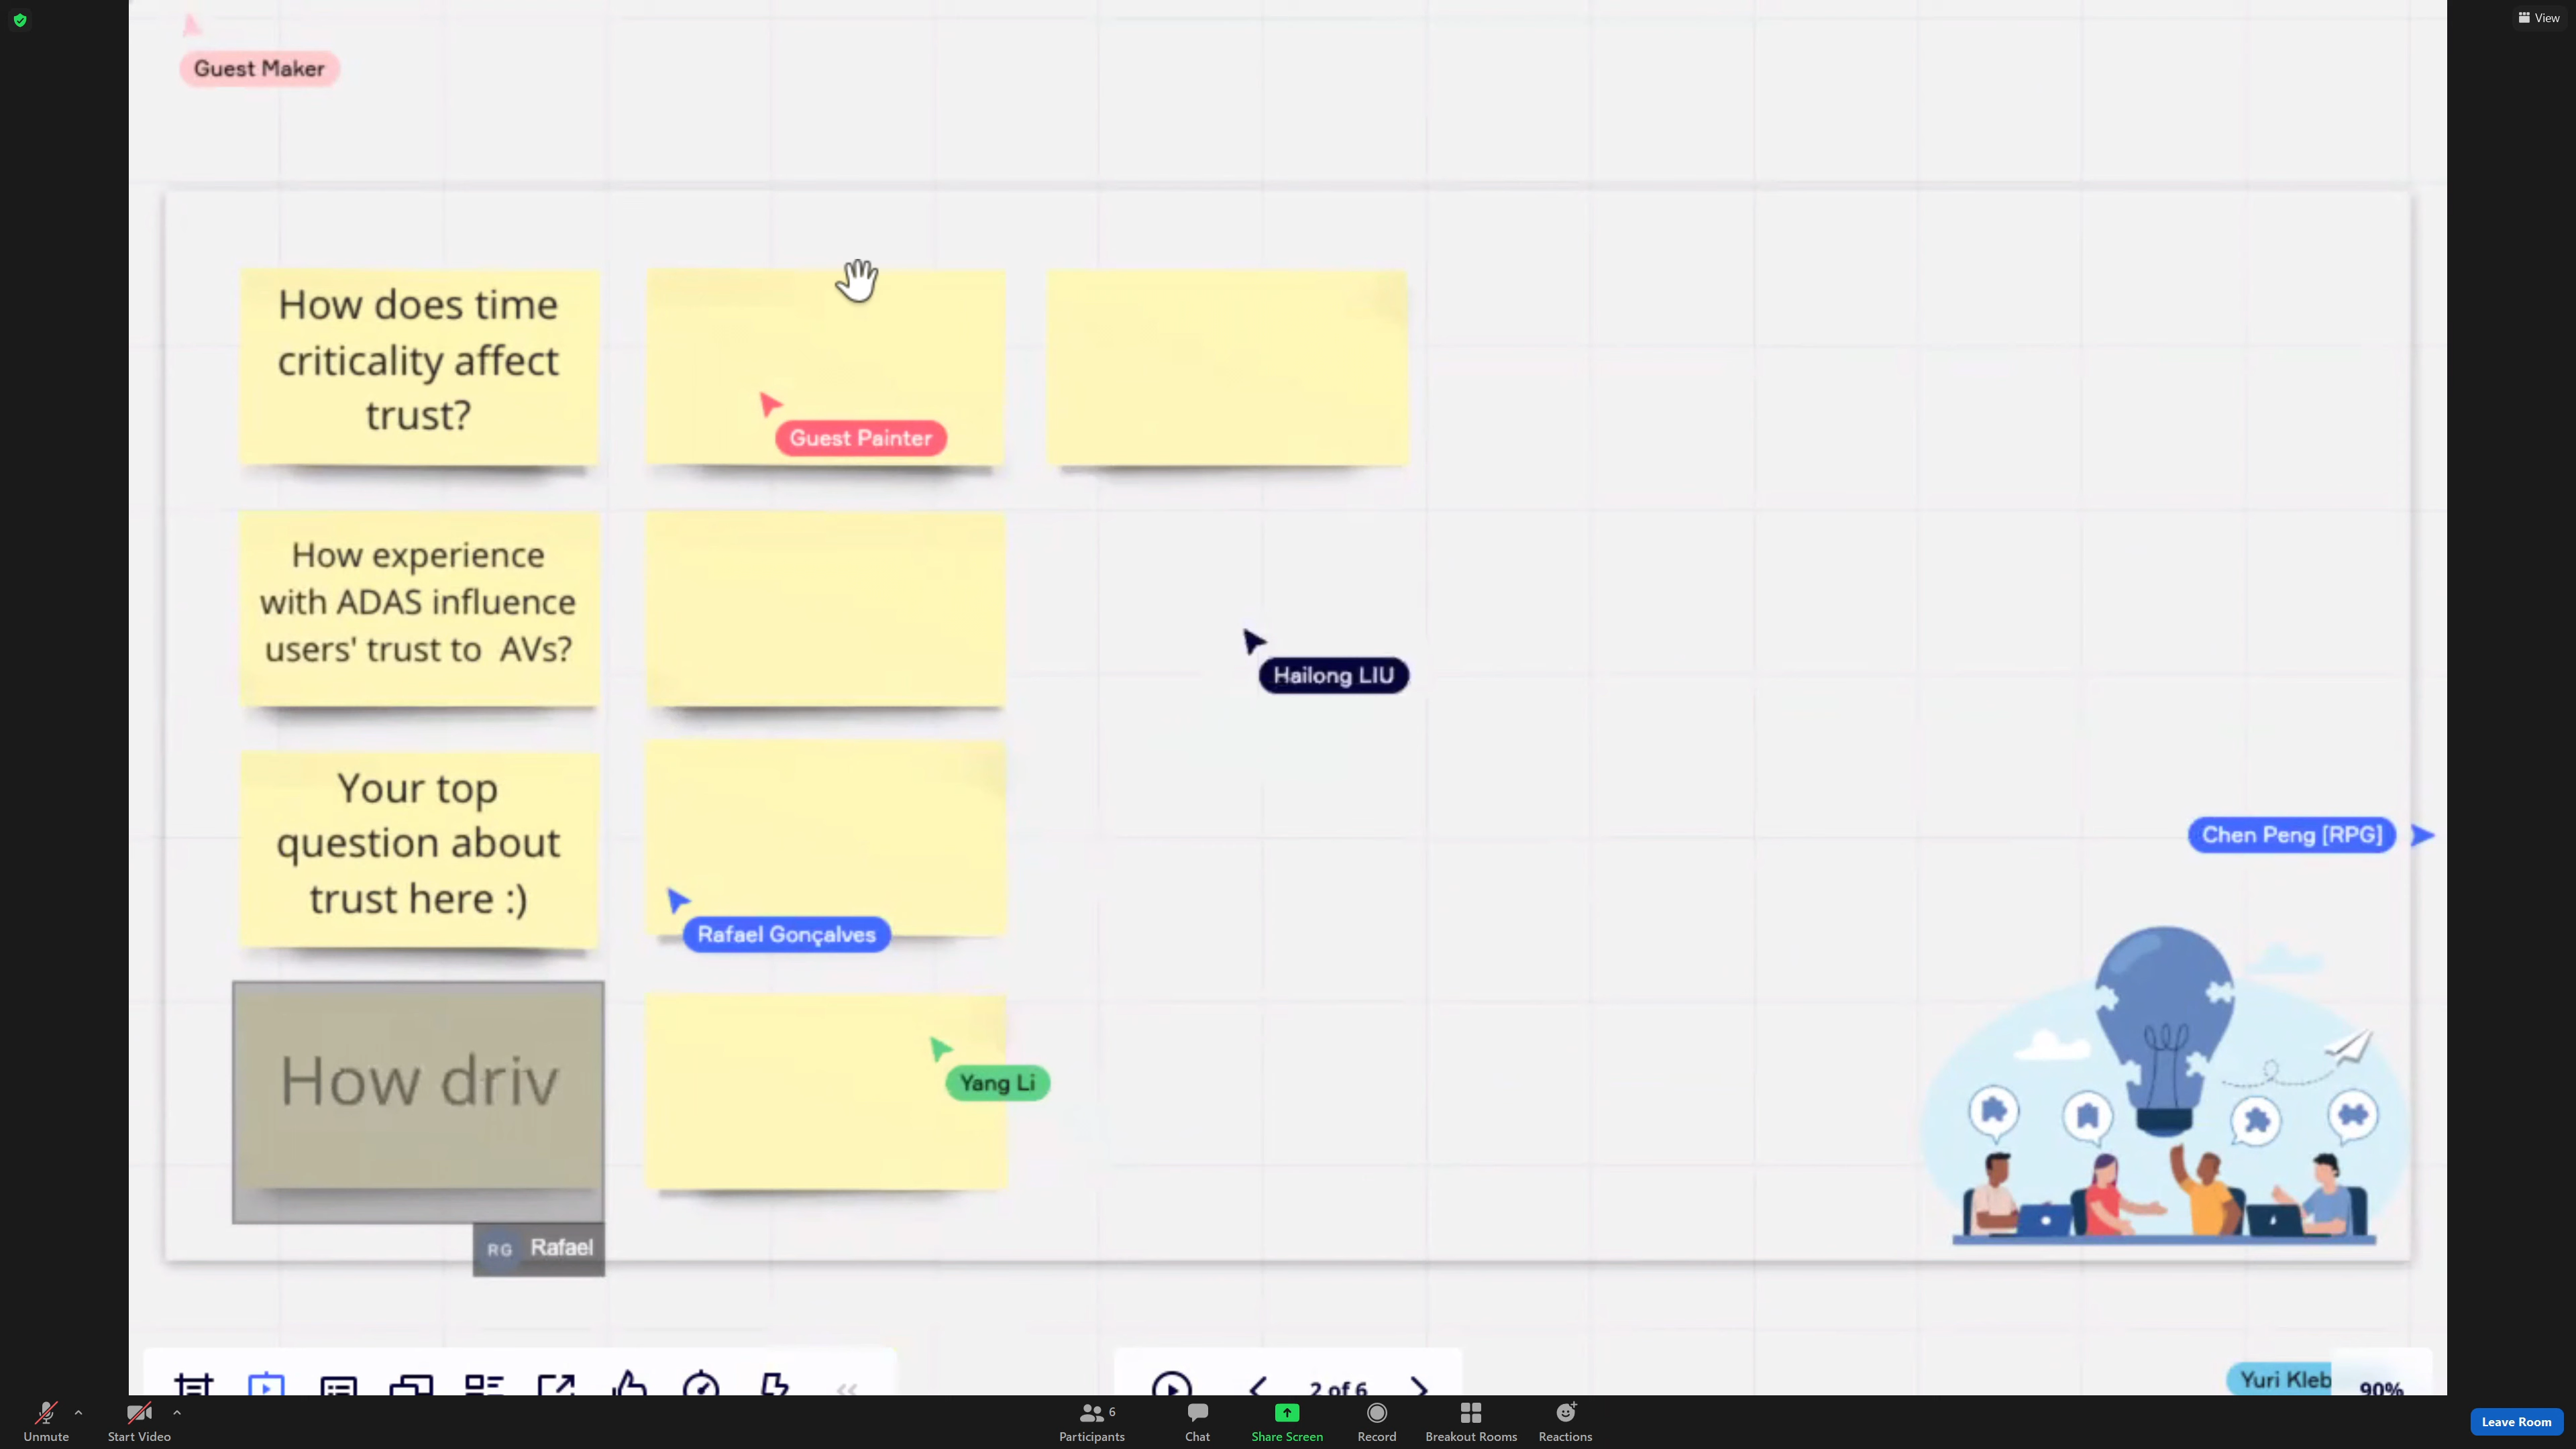 View
Guest Maker
How does time
criticality affect
trust?
Guest Painter
How experience
with ADAS influence
users' trust to AVs?
Hailong LIU
Your top
question about
trust here :)
Chen Peng [RPG]
Rafael Gonçalves
How driv
Yang Li
RG Rafael
2 of 6
Yuri Kleb
90%
Unmute
Start Video
6
Participants
Chat
Share Screen
Record
Breakout Rooms
Reactions
Leave Room